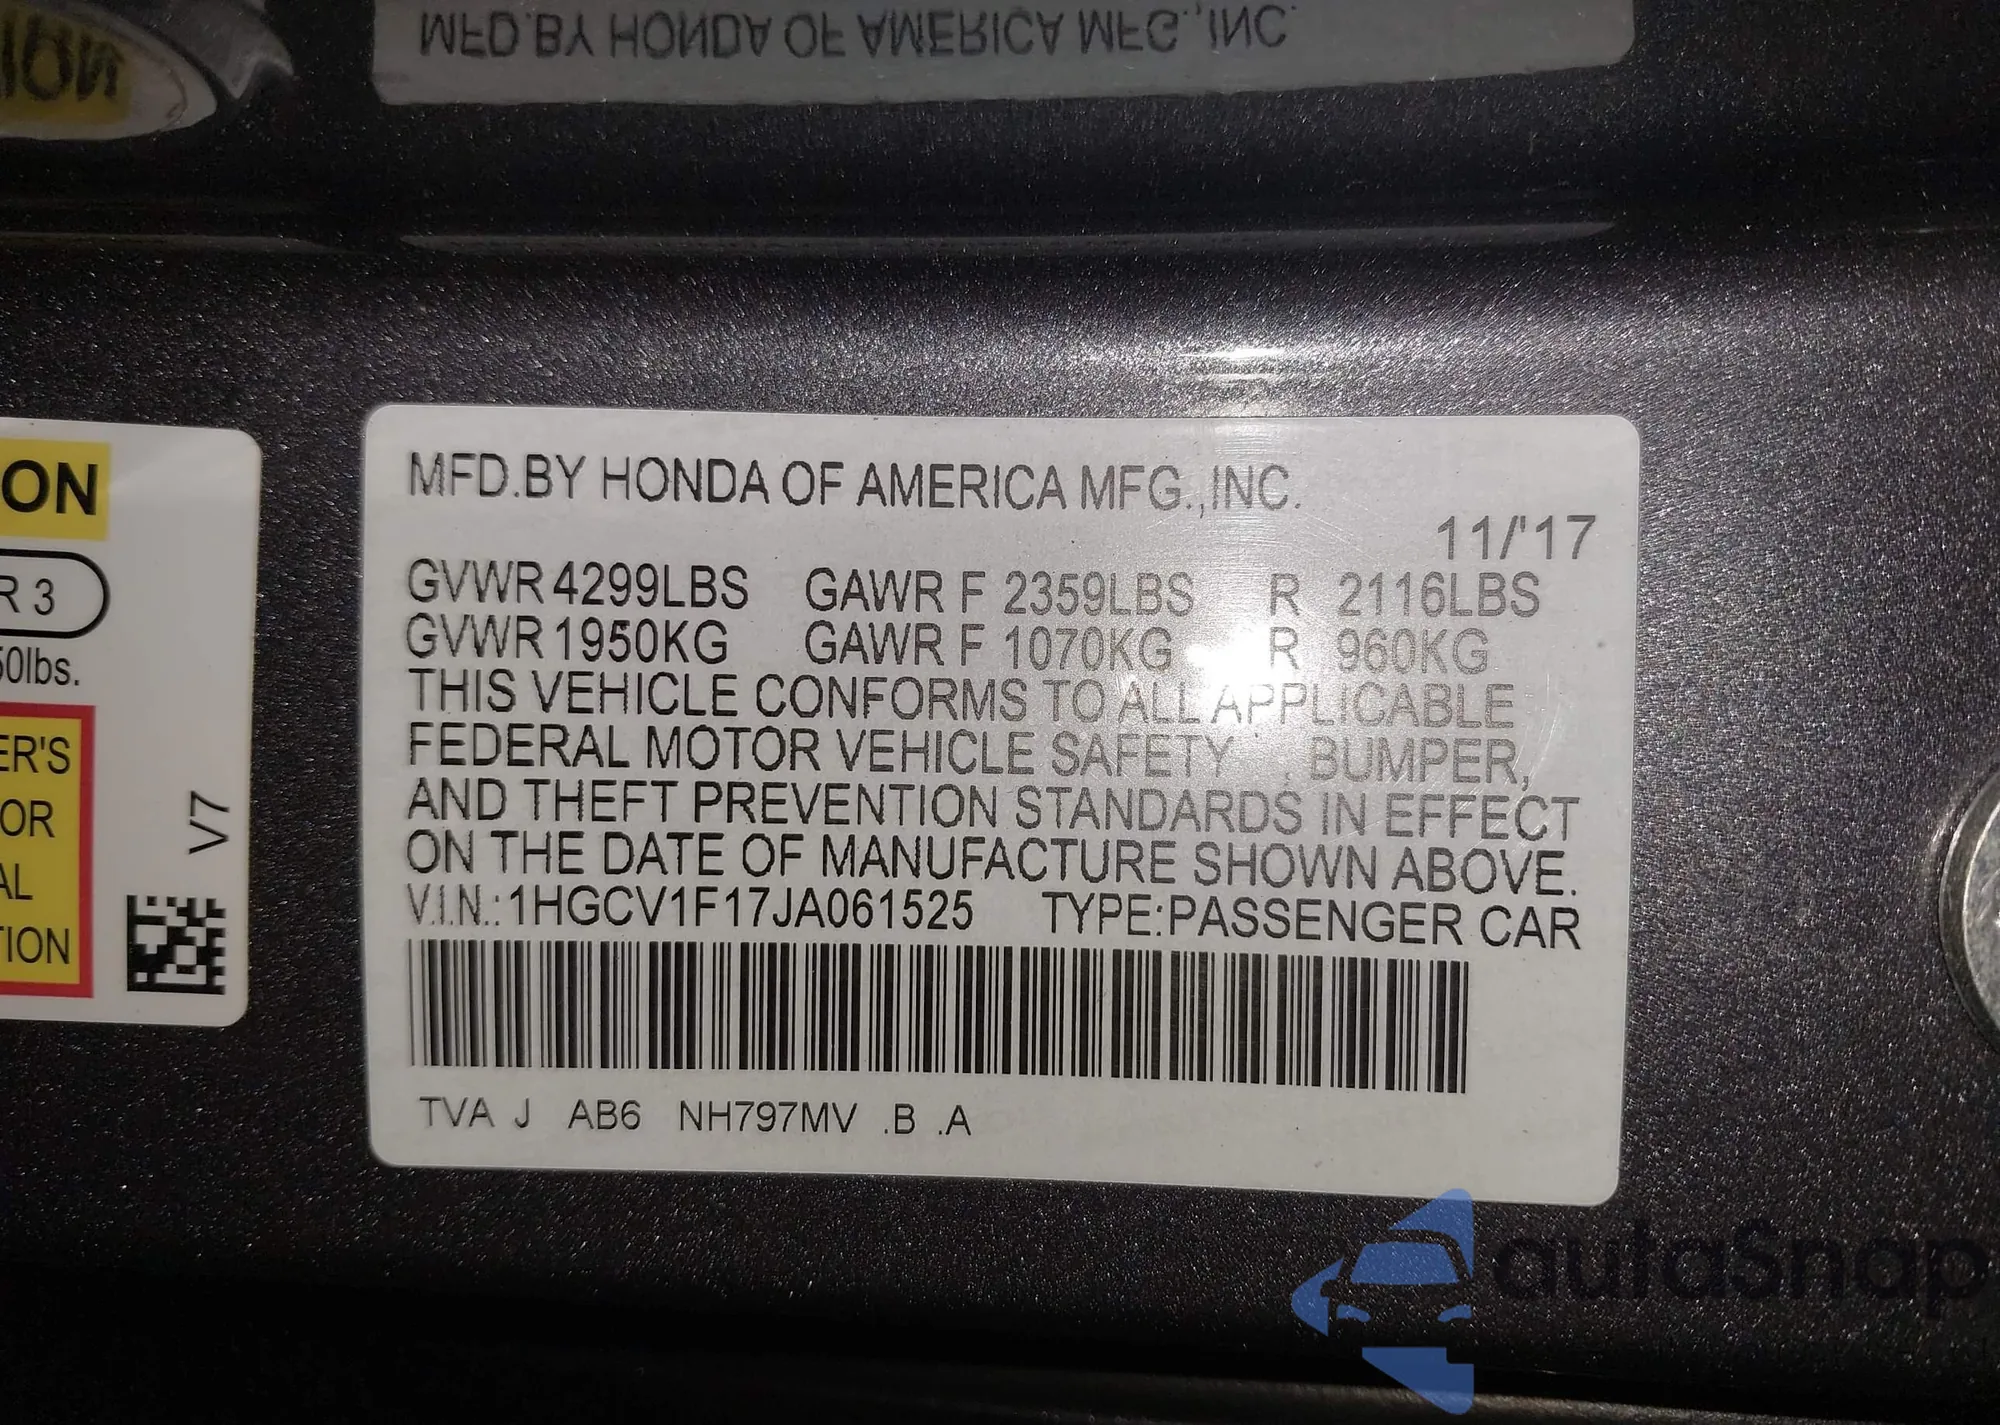 MFD.BY HONDA OF AMERICA MFG.,INC.
ION
MFD.BY HONDA OF AMERICA MFG.,INC.
11/'17
GVWR 4299LBS GAWR F 2359LBS R 2116LBS
GVWR 1950KG GAWR F 1070KG R 960KG
THIS VEHICLE CONFORMS TO ALL APPLICABLE
FEDERAL MOTOR VEHICLE SAFETY , BUMPER,
AND THEFT PREVENTION STANDARDS IN EFFECT
ON THE DATE OF MANUFACTURE SHOWN ABOVE.
V.I.N.: 1HGCV1F17JA061525 TYPE:PASSENGER CAR
TVA J AB6 NH797MV .B .A
ON
R 3
50lbs.
ER'S
OR
AL
TION
V7
autaSnap